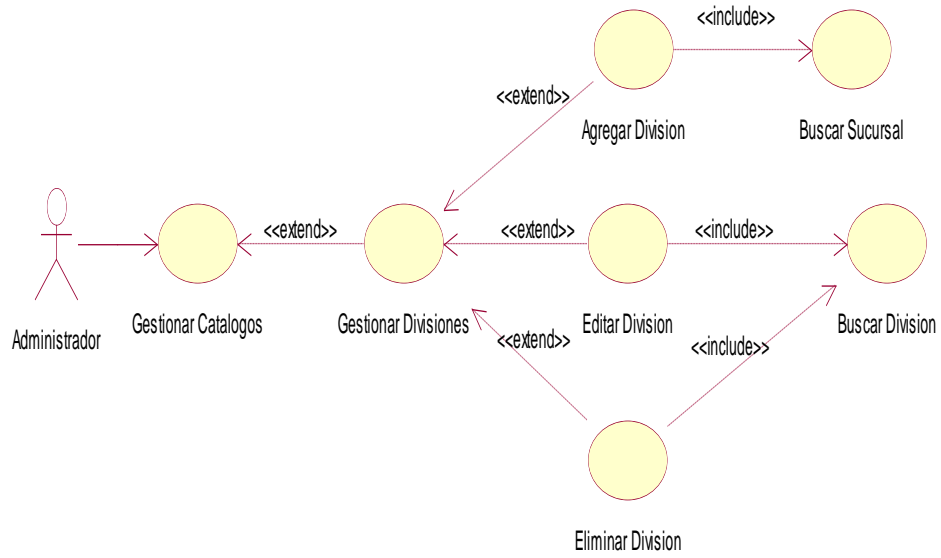 <<include>>
<<extend>>
Agregar Division
Buscar Sucursal
<<extend>>
<<extend>>
<<include>>
Administrador
Gestionar Catalogos
Gestionar Divisiones
Editar Division
Buscar Division
<<extend>>
<<include>>
Eliminar Division